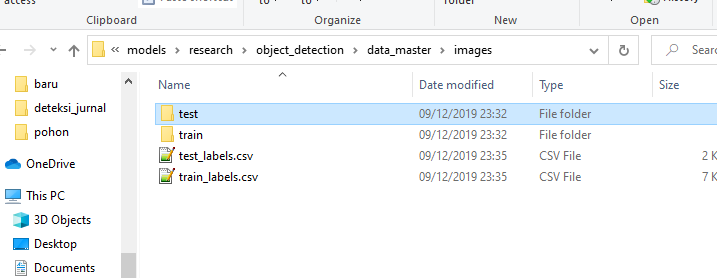 access
to
to
folder
History
Clipboard
Organize
New
Open
« models › research › object_detection › data_master › images
Search
baru
deteksi_jurnal
pohon
OneDrive
This PC
3D Objects
Desktop
Documents
Name Date modified Type Size
test 09/12/2019 23:32 File folder
train 09/12/2019 23:32 File folder
test_labels.csv 09/12/2019 23:35 CSV File 2 K
train_labels.csv 09/12/2019 23:35 CSV File 7 K